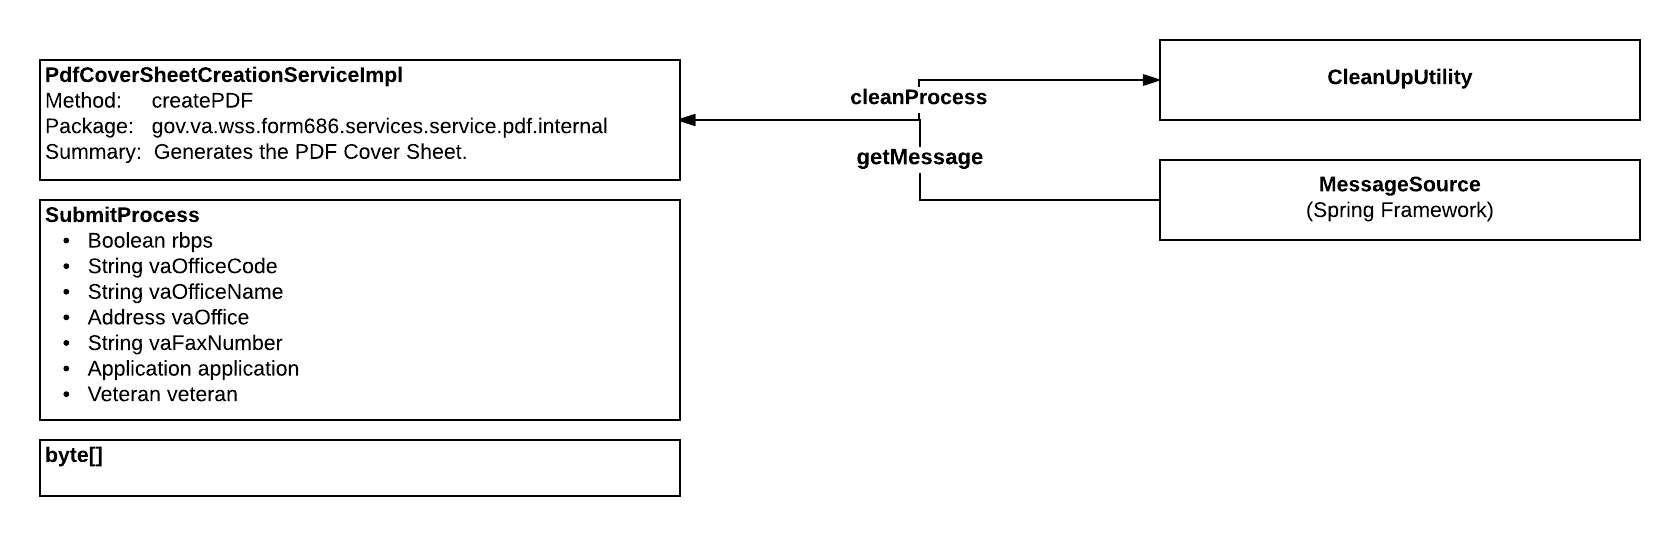 PdfCoverSheetCreationServiceImpl
Method: createPDF
Package: gov.va.wss.form686.services.service.pdf.internal
Summary: Generates the PDF Cover Sheet.
SubmitProcess
• Boolean rbps
• String vaOfficeCode
• String vaOfficeName
• Address vaOffice
• String vaFaxNumber
• Application application
• Veteran veteran
byte[]
cleanProcess
getMessage
CleanUpUtility
MessageSource
(Spring Framework)